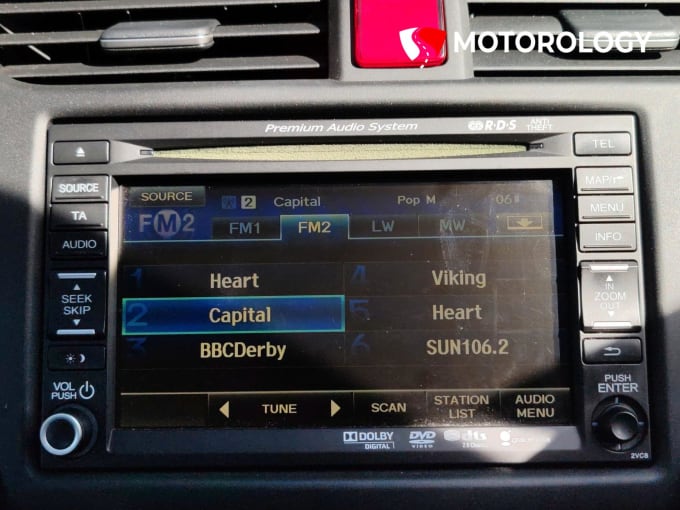 MOTOROLOGY
Premium Audio System
R·D·S
ANTI THEFT
TEL
SOURCE
SOURCE
2 Capital Pop M
MAP/
TA
FM2
FM1 FM2 LW MW
MENU
AUDIO
INFO
1 Heart
4 Viking
SEEK SKIP
2 Capital
5 Heart
IN ZOOM OUT
3 BBCDerby
6 SUN106.2
VOL PUSH
TUNE
SCAN
STATION LIST
AUDIO MENU
PUSH ENTER
DOLBY DIGITAL
DVD VIDEO
dts
2VC8